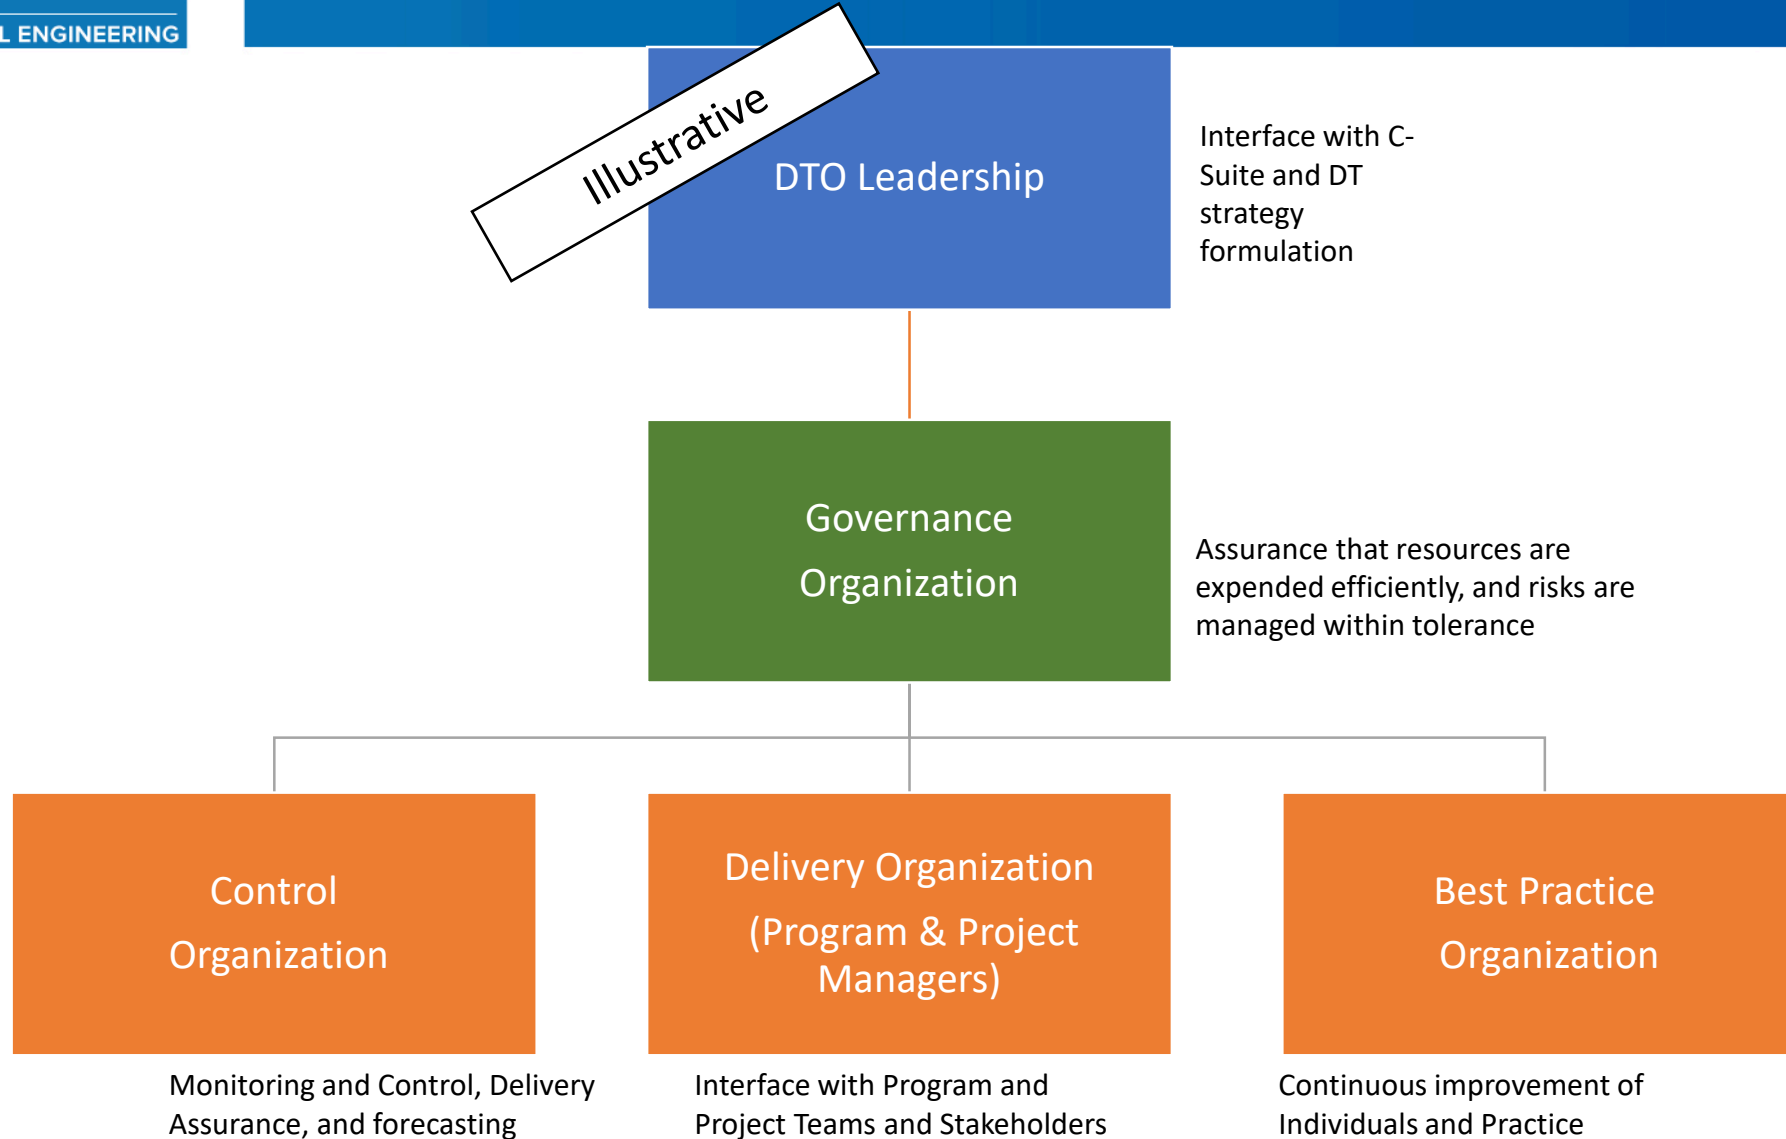 ENGINEERING
Illustrative
DTO Leadership
Interface with C-
Suite and DT
strategy
formulation
Governance
Organization
Assurance that resources are
expended efficiently, and risks are
managed within tolerance
Control
Organization
Delivery Organization
(Program & Project
Managers)
Best Practice
Organization
Monitoring and Control, Delivery
Assurance, and forecasting
Interface with Program and
Project Teams and Stakeholders
Continuous improvement of
Individuals and Practice